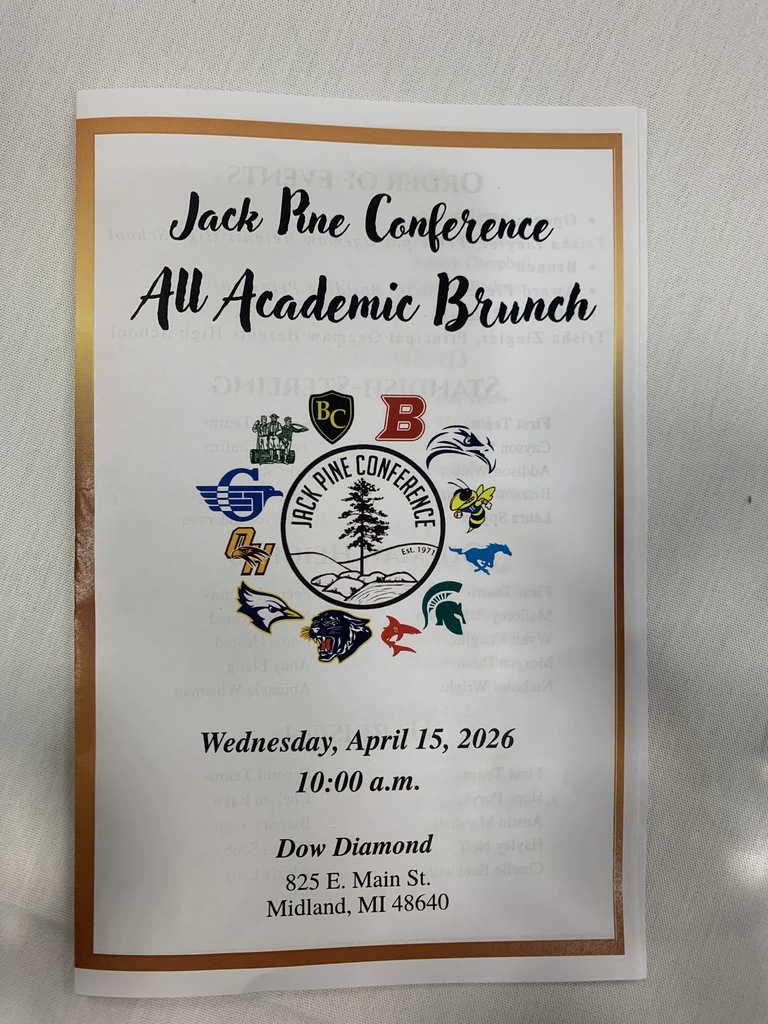 Jack Pine Conference
All Academic Brunch
BC
B
G
OH
JACK PINE CONFERENCE
Est. 1971
Wednesday, April 15, 2026
10:00 a.m.
Dow Diamond
825 E. Main St.
Midland, MI 48640